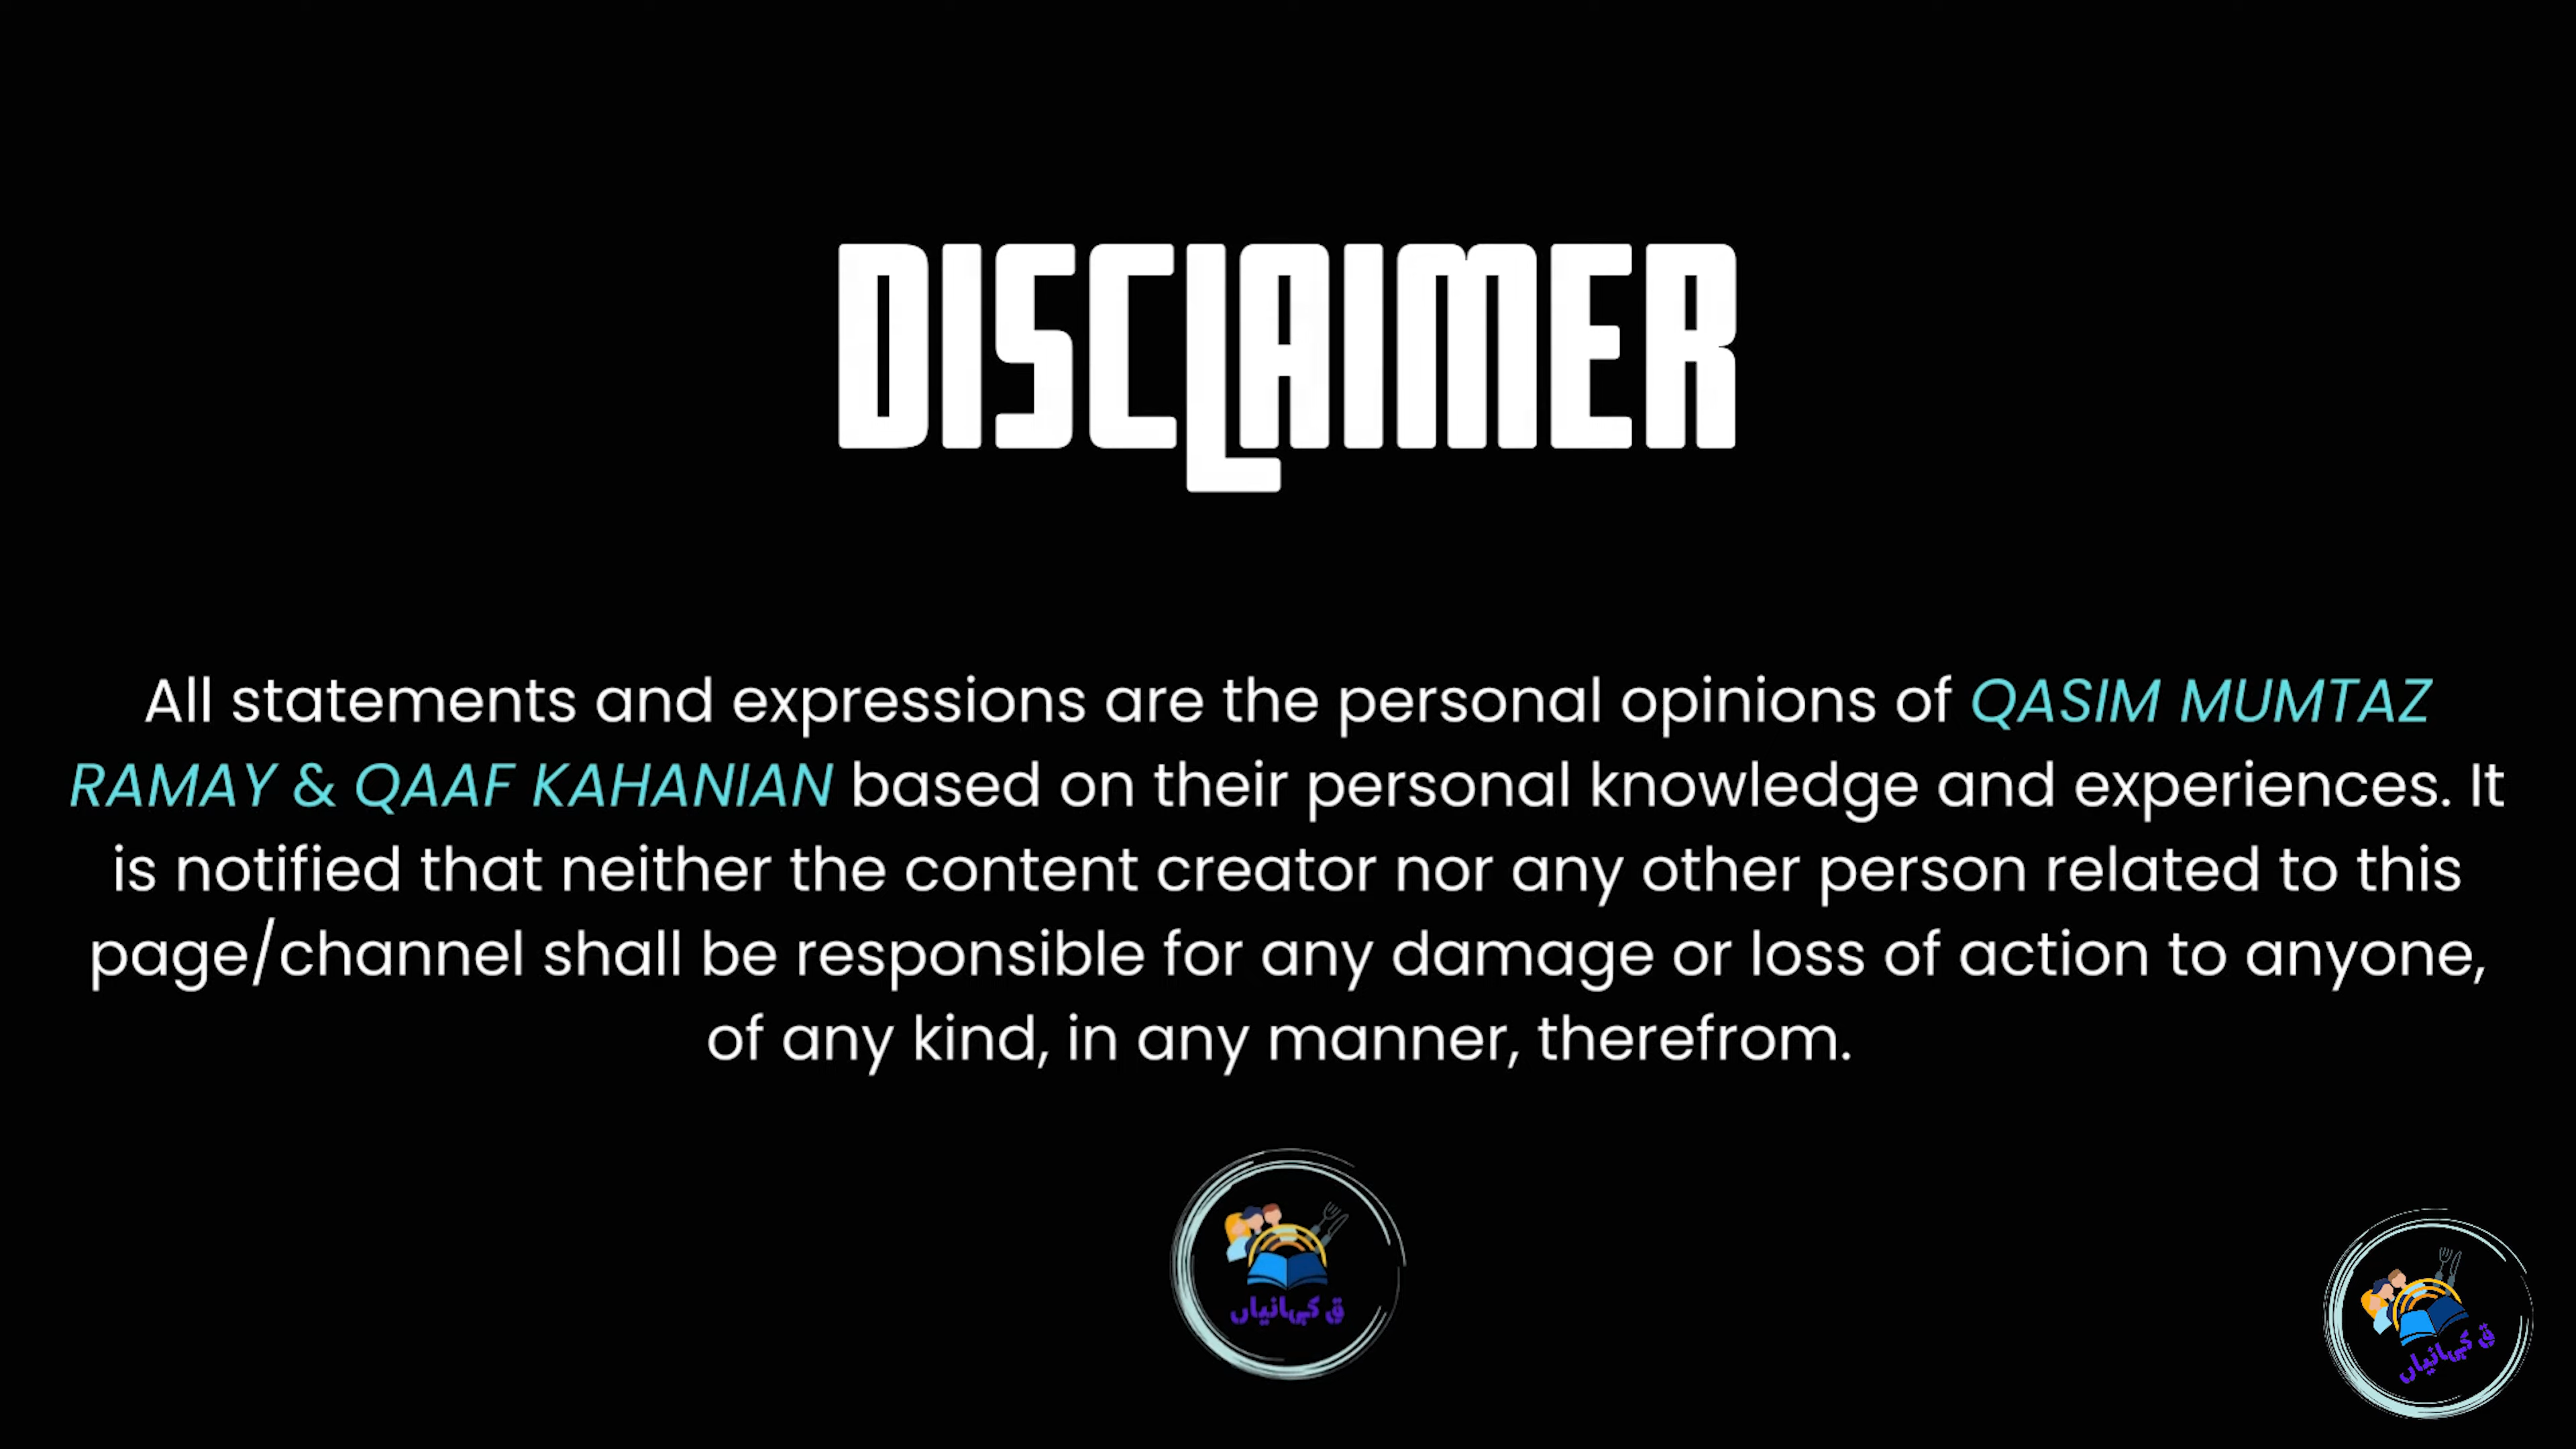 DISCLAIMER
All statements and expressions are the personal opinions of QASIM MUMTAZ
RAMAY & QAAF KAHANIAN based on their personal knowledge and experiences. It
is notified that neither the content creator nor any other person related to this
page/channel shall be responsible for any damage or loss of action to anyone,
of any kind, in any manner, therefrom.
ق کہانیاں
ق کہانیاں